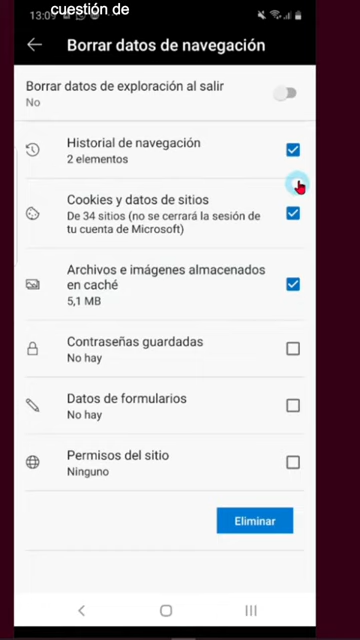 13:09
cuestión de
Borrar datos de navegación
Borrar datos de exploración al salir
No
Historial de navegación
2 elementos
Cookies y datos de sitios
De 34 sitios (no se cerrará la sesión de
tu cuenta de Microsoft)
Archivos e imágenes almacenados
en caché
5,1 MB
Contraseñas guardadas
No hay
Datos de formularios
No hay
Permisos del sitio
Ninguno
Eliminar